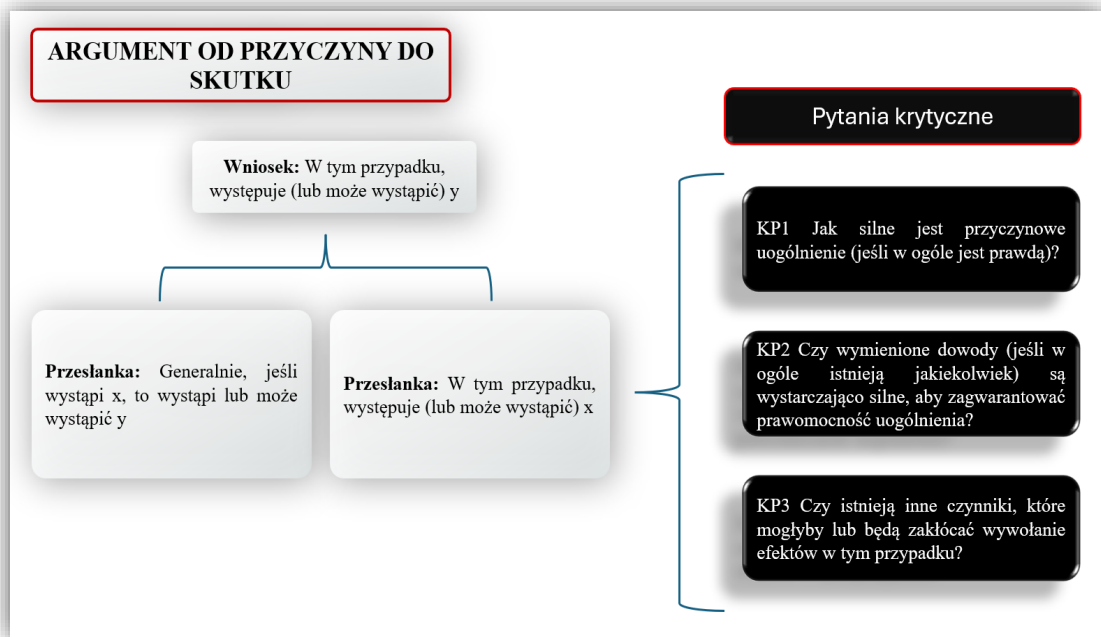 ARGUMENT OD PRZYCZYNY DO
SKUTKU
Wniosek: W tym przypadku,
występuje (lub może wystąpić) y
Przesłanka: Generalnie, jeśli
wystąpi x, to wystąpi lub może
wystąpić y
Przesłanka: W tym przypadku,
występuje (lub może wystąpić) x
Pytania krytyczne
KP1 Jak silne jest przyczynowe
uogólnienie (jeśli w ogóle jest prawdą)?
KP2 Czy wymienione dowody (jeśli w
ogóle istnieją jakiekolwiek) są
wystarczająco silne, aby zagwarantować
prawomocność uogólnienia?
KP3 Czy istnieją inne czynniki, które
mogłyby lub będą zakłócać wywołanie
efektów w tym przypadku?